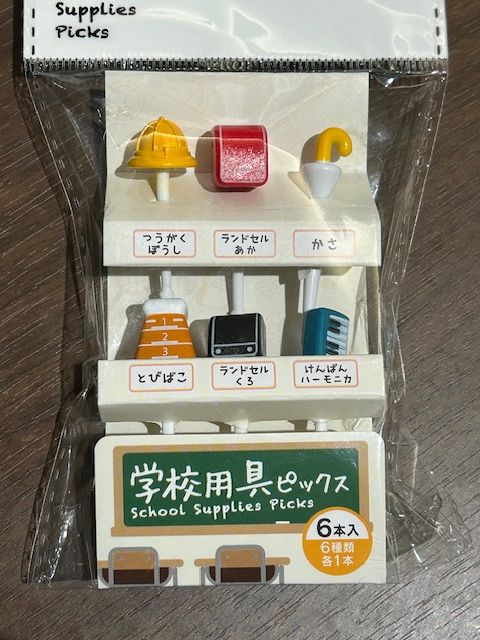 Supplies
Picks
つうがく
ぼうし
ランドセル
あか
かさ
1
2
3
とびばこ
ランドセル
くろ
けんばん
ハーモニカ
学校用具ピックス
School Supplies Picks
6本入
6種類
各1本